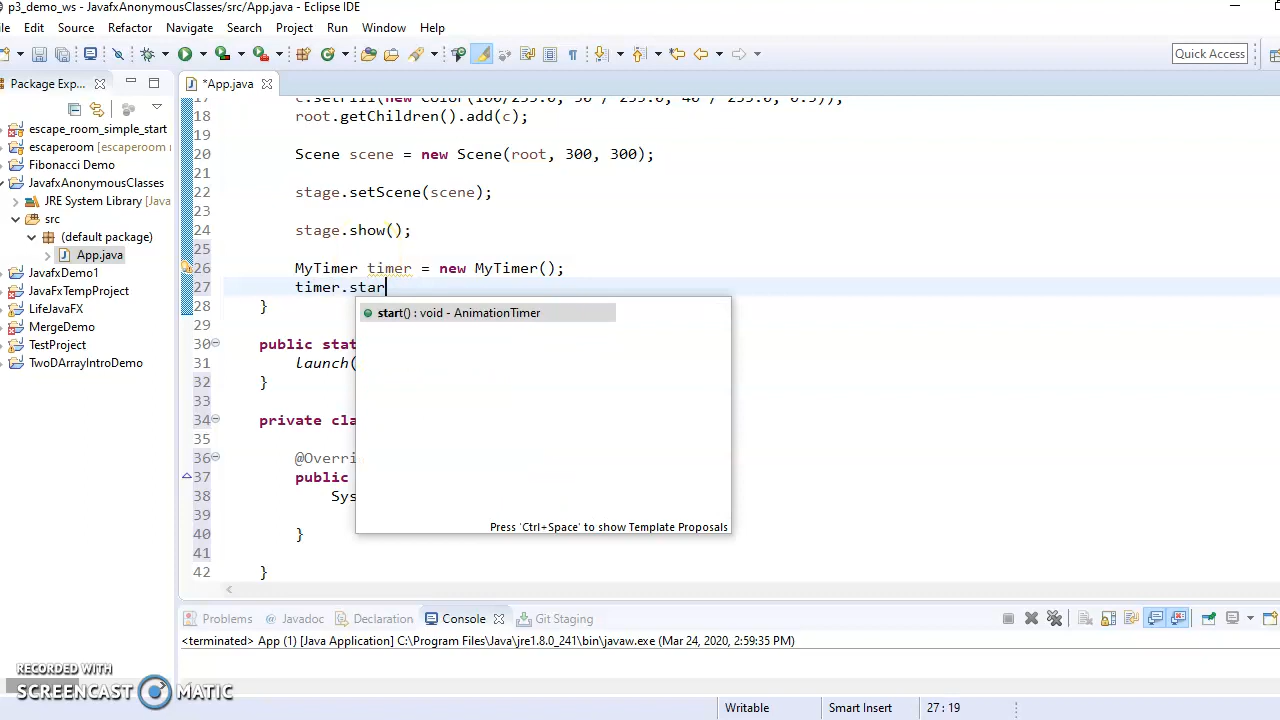 p3_demo_ws - JavafxAnonymousClasses/src/App.java - Eclipse IDE
Edit Source Refactor Navigate Search Project Run Window Help
Quick Access
Package Exp...
*App.java
escape_room_simple_start
escaperoom [escaperoom
Fibonacci Demo
JavafxAnonymousClasses
JRE System Library [Java
src
(default package)
App.java
JavafxDemo1
JavaFxTempProject
LifeJavaFX
MergeDemo
TestProject
TwoDArrayIntroDemo
18 root.getChildren().add(c);
19
20 Scene scene = new Scene(root, 300, 300);
21
22 stage.setScene(scene);
23
24 stage.show();
25
26 MyTimer timer = new MyTimer();
27 timer.star
28 }
29
30 public stat
31 launch(
32 }
33
34 private cla
35
36 @Overri
37 public
38 Sys
39
40 }
41
42 }
start() : void - AnimationTimer
Press 'Ctrl+Space' to show Template Proposals
Problems Javadoc Declaration Console Git Staging
<terminated> App (1) [Java Application] C:\Program Files\Java\jre1.8.0_241\bin\javaw.exe (Mar 24, 2020, 2:59:35 PM)
RECORDED WITH
SCREENCAST MATIC
Writable Smart Insert 27 : 19